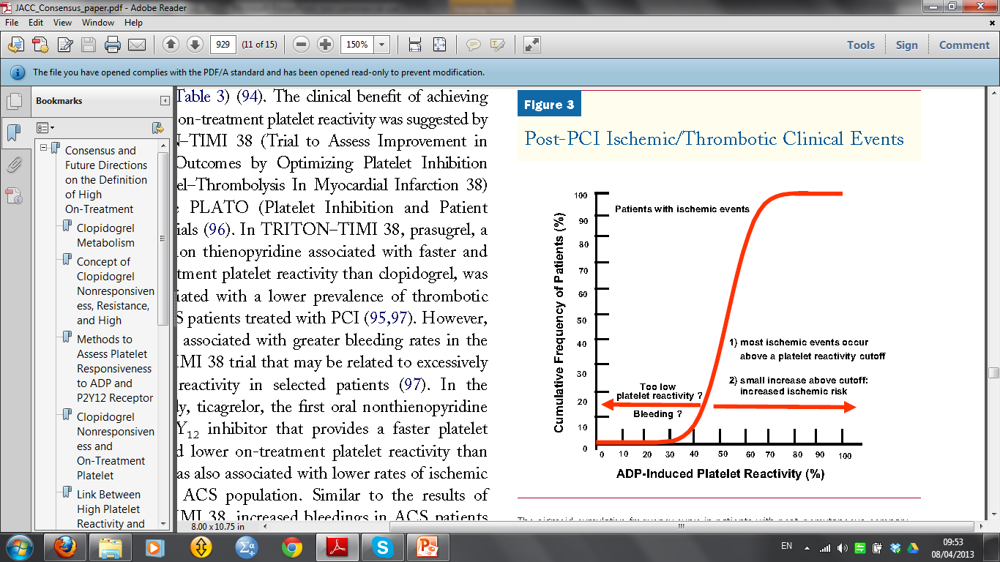 JACC_Consensus_paper.pdf - Adobe Reader
File Edit View Window Help
929 (11 of 15) 150% Tools Sign Comment
The file you have opened complies with the PDF/A standard and has been opened read-only to prevent modification.
Bookmarks
Consensus and
Future Directions
on the Definition
of High
On-Treatment
Clopidogrel
Metabolism
Concept of
Clopidogrel
Nonresponsiven
ess, Resistance,
and High
Methods to
Assess Platelet
Responsiveness
to ADP and
P2Y12 Receptor
Clopidogrel
Nonresponsiven
ess and
On-Treatment
Platelet
Link Between
High Platelet
Reactivity and
Table 3) (94). The clinical benefit of achieving
on-treatment platelet reactivity was suggested by
–TIMI 38 (Trial to Assess Improvement in
Outcomes by Optimizing Platelet Inhibition
el–Thrombolysis In Myocardial Infarction 38)
PLATO (Platelet Inhibition and Patient
ials (96). In TRITON–TIMI 38, prasugrel, a
ion thienopyridine associated with faster and
tment platelet reactivity than clopidogrel, was
iated with a lower prevalence of thrombotic
S patients treated with PCI (95,97). However,
associated with greater bleeding rates in the
IMI 38 trial that may be related to excessively
reactivity in selected patients (97). In the
ly, ticagrelor, the first oral nonthienopyridine
Y12 inhibitor that provides a faster platelet
d lower on-treatment platelet reactivity than
as also associated with lower rates of ischemic
ACS population. Similar to the results of
IMI 38, increased bleedings in ACS patients
8.00 x 10.75 in
Figure 3
Post-PCI Ischemic/Thrombotic Clinical Events
Cumulative Frequency of Patients (%)
100
90
80
70
60
50
40
30
20
10
0
Patients with ischemic events
1) most ischemic events occur
above a platelet reactivity cutoff
2) small increase above cutoff:
increased ischemic risk
Too low
platelet reactivity ?
Bleeding ?
0 10 20 30 40 50 60 70 80 90 100
ADP-Induced Platelet Reactivity (%)
EN 09:53
08/04/2013